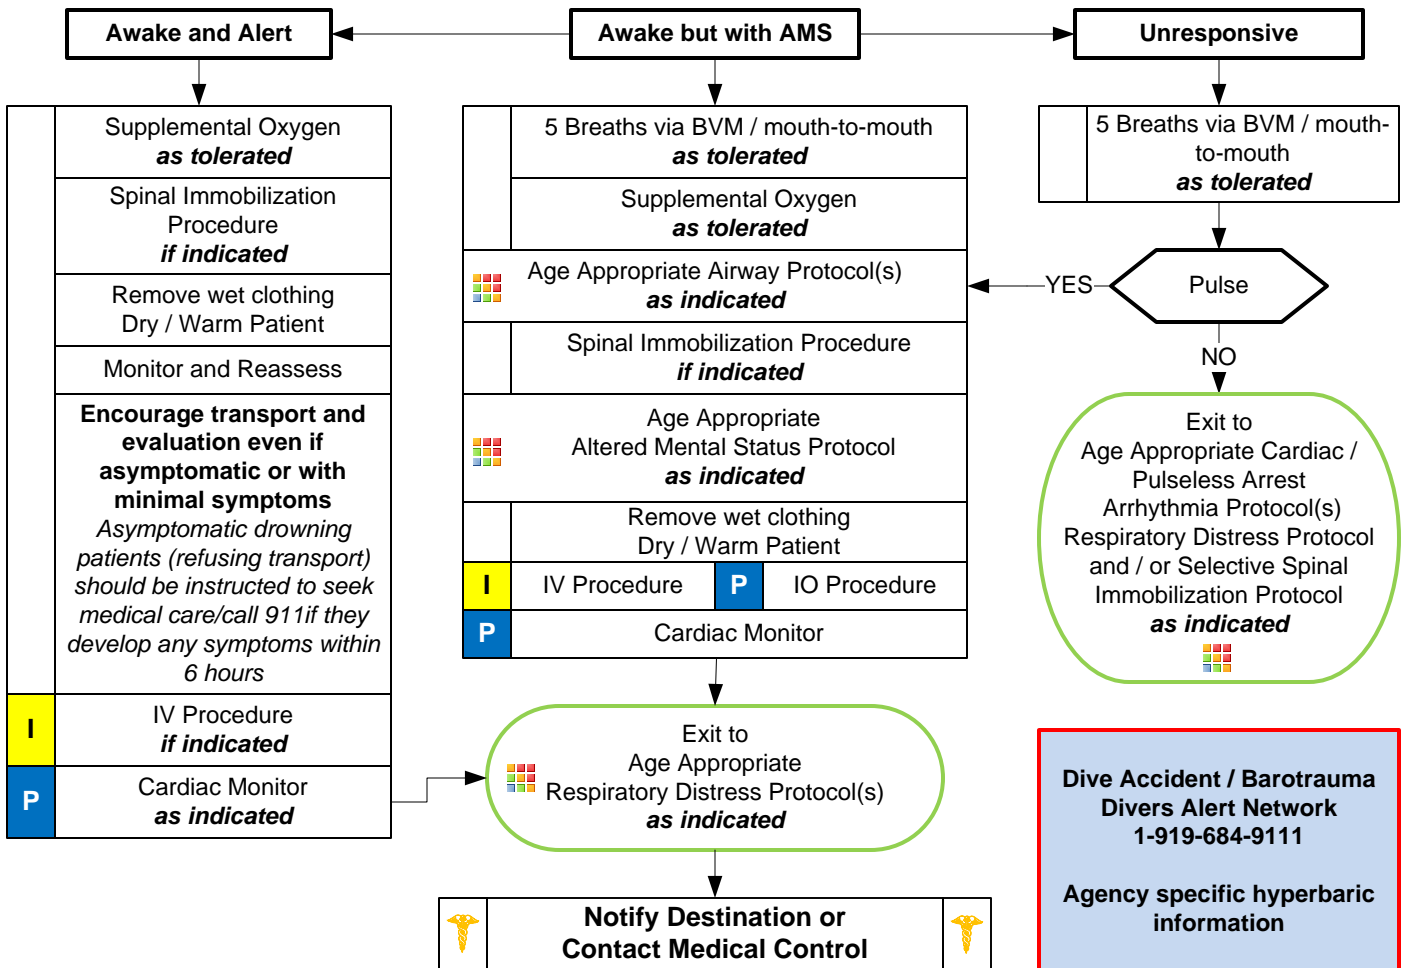 Awake and Alert
Awake but with AMS
Unresponsive
Supplemental Oxygen
as tolerated
Spinal Immobilization
Procedure
if indicated
Remove wet clothing
Dry / Warm Patient
Monitor and Reassess
Encourage transport and
evaluation even if
asymptomatic or with
minimal symptoms
Asymptomatic drowning
patients (refusing transport)
should be instructed to seek
medical care/call 911if they
develop any symptoms within
6 hours
I
IV Procedure
if indicated
P
Cardiac Monitor
as indicated
5 Breaths via BVM / mouth-to-mouth
as tolerated
Supplemental Oxygen
as tolerated
Age Appropriate Airway Protocol(s)
as indicated
Spinal Immobilization Procedure
if indicated
Age Appropriate
Altered Mental Status Protocol
as indicated
Remove wet clothing
Dry / Warm Patient
I
IV Procedure
P
IO Procedure
P
Cardiac Monitor
Exit to
Age Appropriate
Respiratory Distress Protocol(s)
as indicated
Notify Destination or
Contact Medical Control
5 Breaths via BVM / mouth-
to-mouth
as tolerated
Pulse
YES
NO
Exit to
Age Appropriate Cardiac /
Pulseless Arrest
Arrhythmia Protocol(s)
Respiratory Distress Protocol
and / or Selective Spinal
Immobilization Protocol
as indicated
Dive Accident / Barotrauma
Divers Alert Network
1-919-684-9111
Agency specific hyperbaric
information